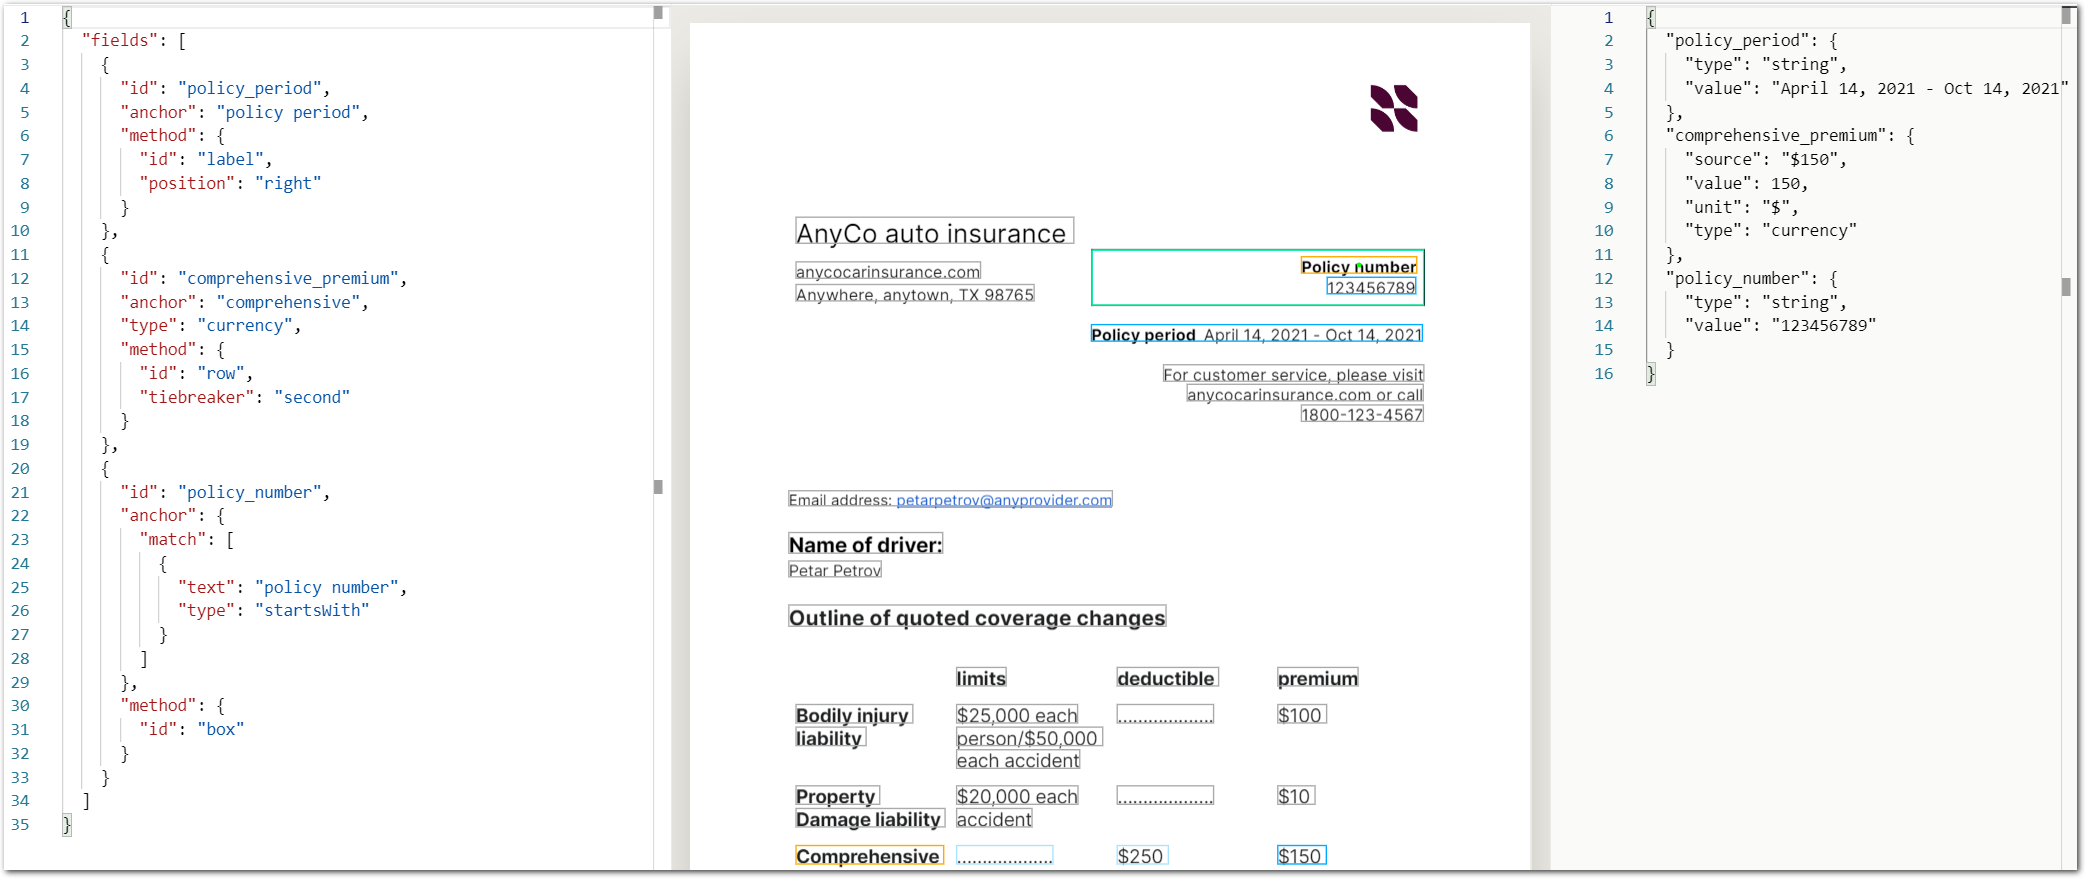 1 {
2 "fields": [
3 {
4 "id": "policy_period",
5 "anchor": "policy period",
6 "method": {
7 "id": "label",
8 "position": "right"
9 }
10 },
11 {
12 "id": "comprehensive_premium",
13 "anchor": "comprehensive",
14 "type": "currency",
15 "method": {
16 "id": "row",
17 "tiebreaker": "second"
18 }
19 },
20 {
21 "id": "policy_number",
22 "anchor": {
23 "match": [
24 {
25 "text": "policy number",
26 "type": "startsWith"
27 }
28 ]
29 },
30 "method": {
31 "id": "box"
32 }
33 }
34 ]
35 }
AnyCo auto insurance
anycocarinsurance.com
Anywhere, anytown, TX 98765
Policy number
123456789
Policy period April 14, 2021 - Oct 14, 2021
For customer service, please visit
anycocarinsurance.com or call
1800-123-4567
Email address: petarpetrov@anyprovider.com
Name of driver:
Petar Petrov
Outline of quoted coverage changes
limits deductible premium
Bodily injury $25,000 each ................... $100
liability person/$50,000
each accident
Property $20,000 each ................... $10
Damage liability accident
Comprehensive ................... $250 $150
1 {
2 "policy_period": {
3 "type": "string",
4 "value": "April 14, 2021 - Oct 14, 2021"
5 },
6 "comprehensive_premium": {
7 "source": "$150",
8 "value": 150,
9 "unit": "$",
10 "type": "currency"
11 },
12 "policy_number": {
13 "type": "string",
14 "value": "123456789"
15 }
16 }